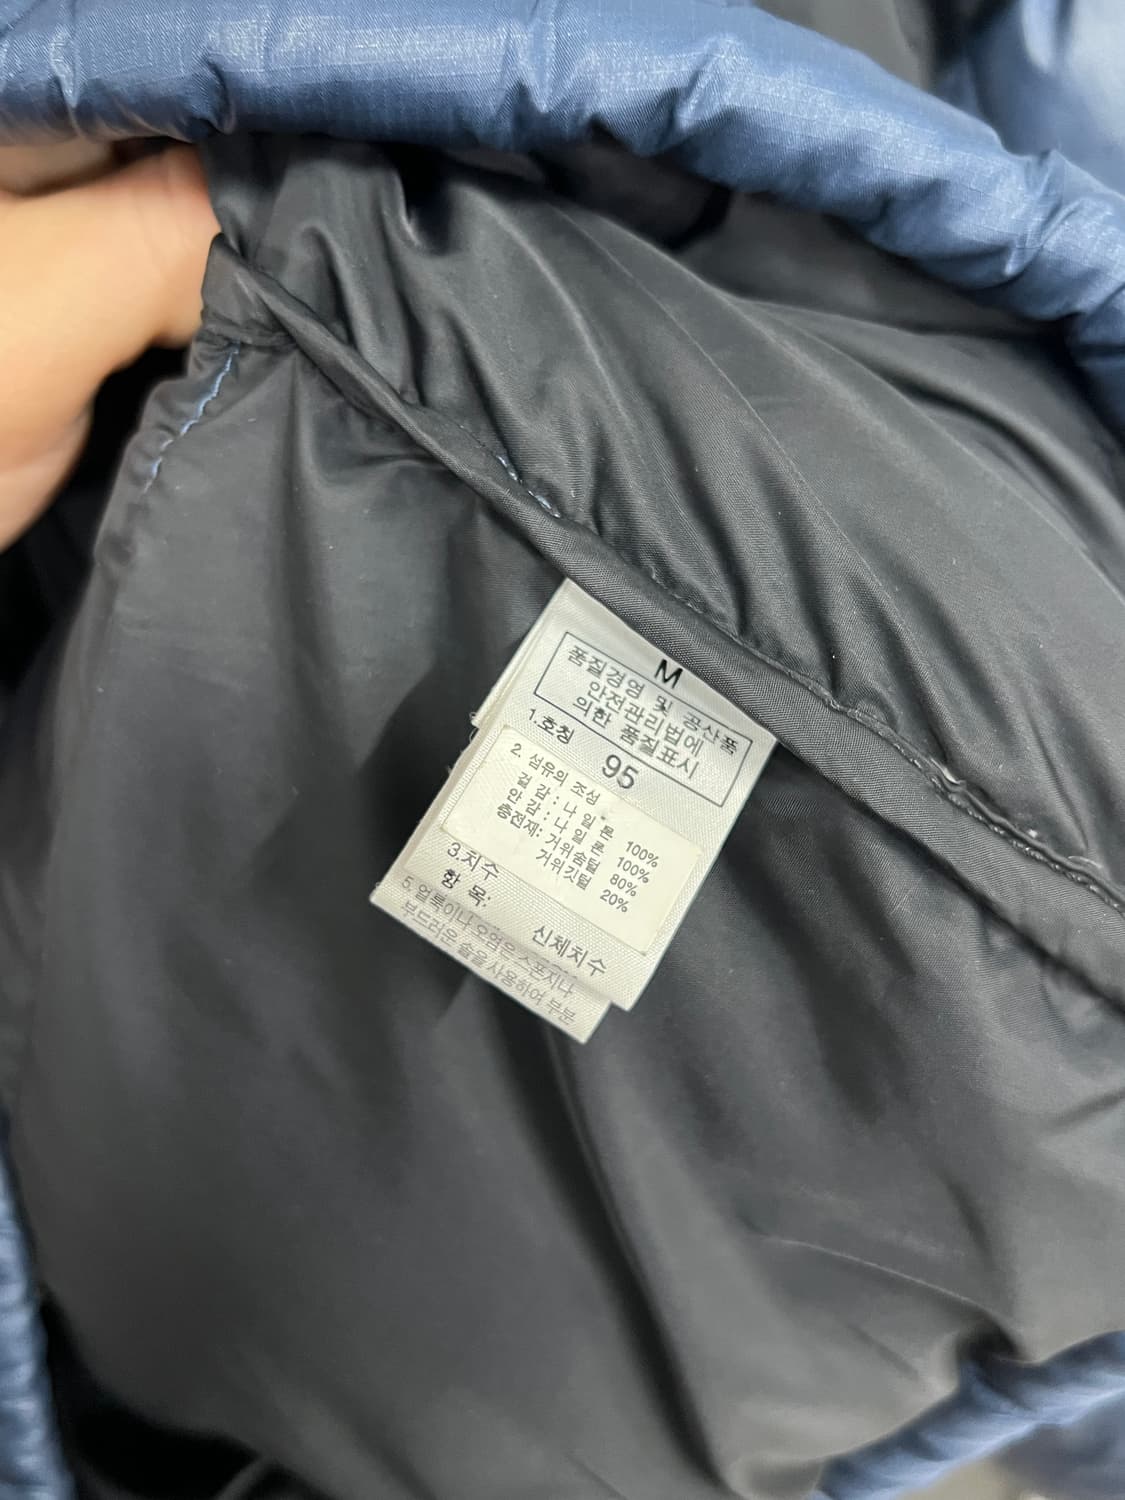 M
품질경영 및 공산품
안전관리법에
의한 품질표시
1.호칭 95
2. 섬유의 조성
겉 감 : 나 일 론 100%
안 감 : 나 일 론 100%
충전재: 거위솜털 80%
거위깃털 20%
3.치수
항 목: 신체치수
5.얼룩이나 오염은 스폰지나
부드러운 솔을 사용하여 부분